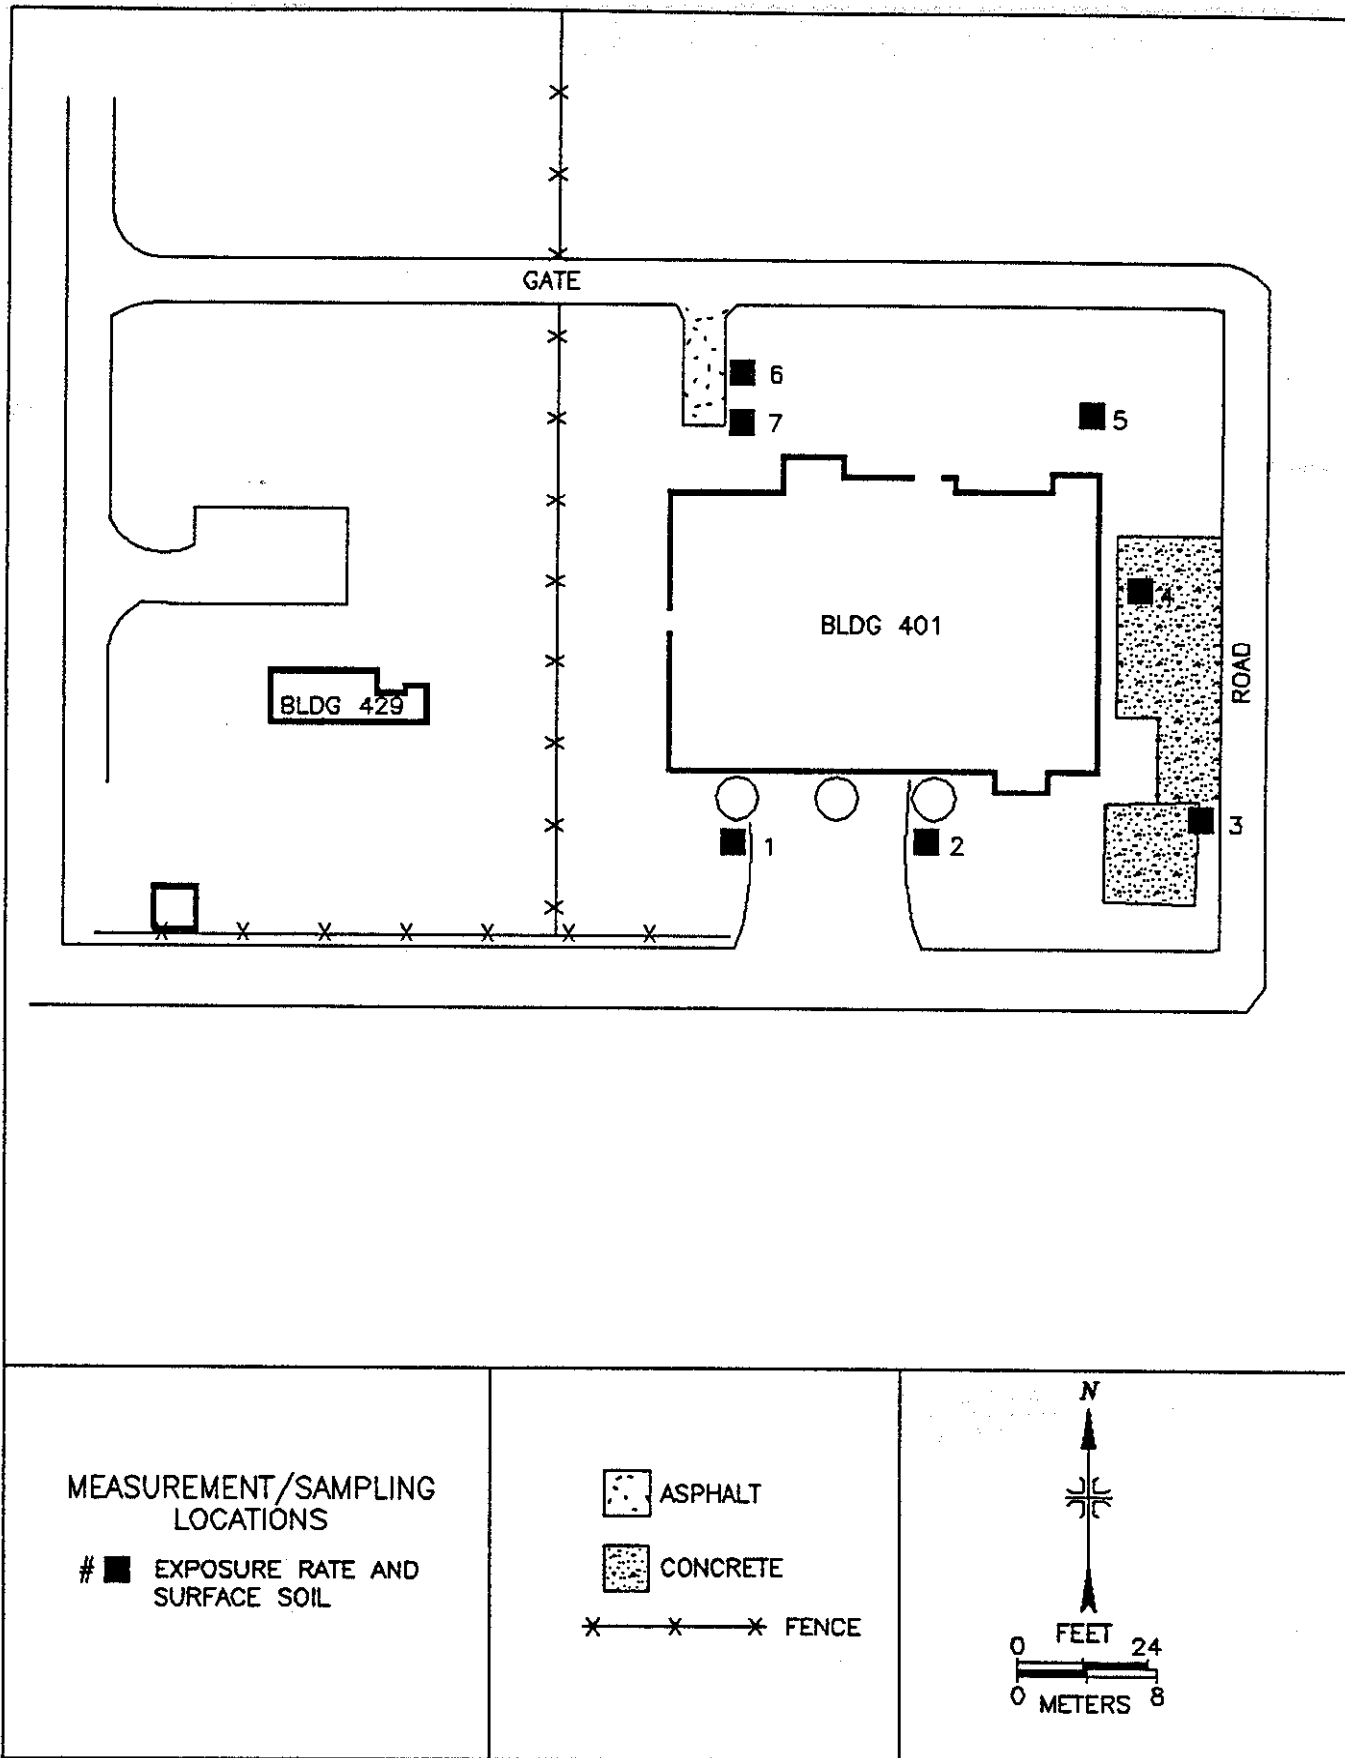 GATE
6
7
5
4
BLDG 401
ROAD
BLDG 429
1
2
3
MEASUREMENT/SAMPLING
LOCATIONS
# EXPOSURE RATE AND
SURFACE SOIL
ASPHALT
CONCRETE
FENCE
N
FEET
0 24
0 METERS 8